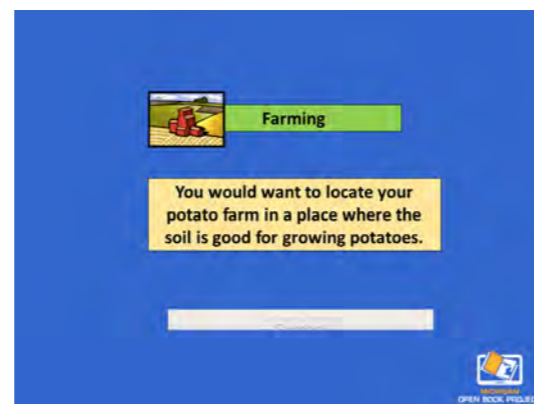 Farming
You would want to locate your
potato farm in a place where the
soil is good for growing potatoes.
MICHIGAN
OPEN BOOK PROJECT